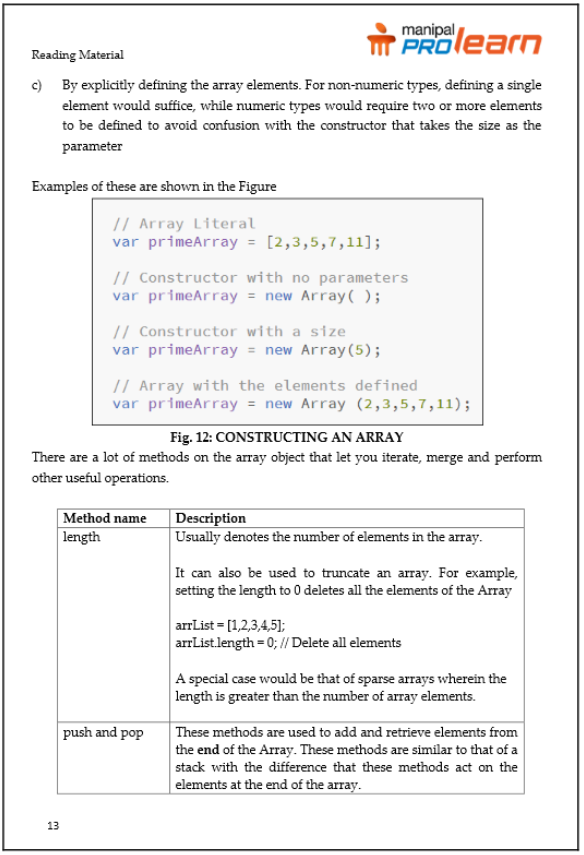 manipal
PROlearn
Reading Material
c) By explicitly defining the array elements. For non-numeric types, defining a single
element would suffice, while numeric types would require two or more elements
to be defined to avoid confusion with the constructor that takes the size as the
parameter
Examples of these are shown in the Figure
// Array Literal
var primeArray = [2,3,5,7,11];
// Constructor with no parameters
var primeArray = new Array( );
// Constructor with a size
var primeArray = new Array(5);
// Array with the elements defined
var primeArray = new Array (2,3,5,7,11);
Fig. 12: CONSTRUCTING AN ARRAY
There are a lot of methods on the array object that let you iterate, merge and perform
other useful operations.
Method name Description
length Usually denotes the number of elements in the array.
It can also be used to truncate an array. For example,
setting the length to 0 deletes all the elements of the Array
arrList = [1,2,3,4,5];
arrList.length = 0; // Delete all elements
A special case would be that of sparse arrays wherein the
length is greater than the number of array elements.
push and pop These methods are used to add and retrieve elements from
the end of the Array. These methods are similar to that of a
stack with the difference that these methods act on the
elements at the end of the array.
13